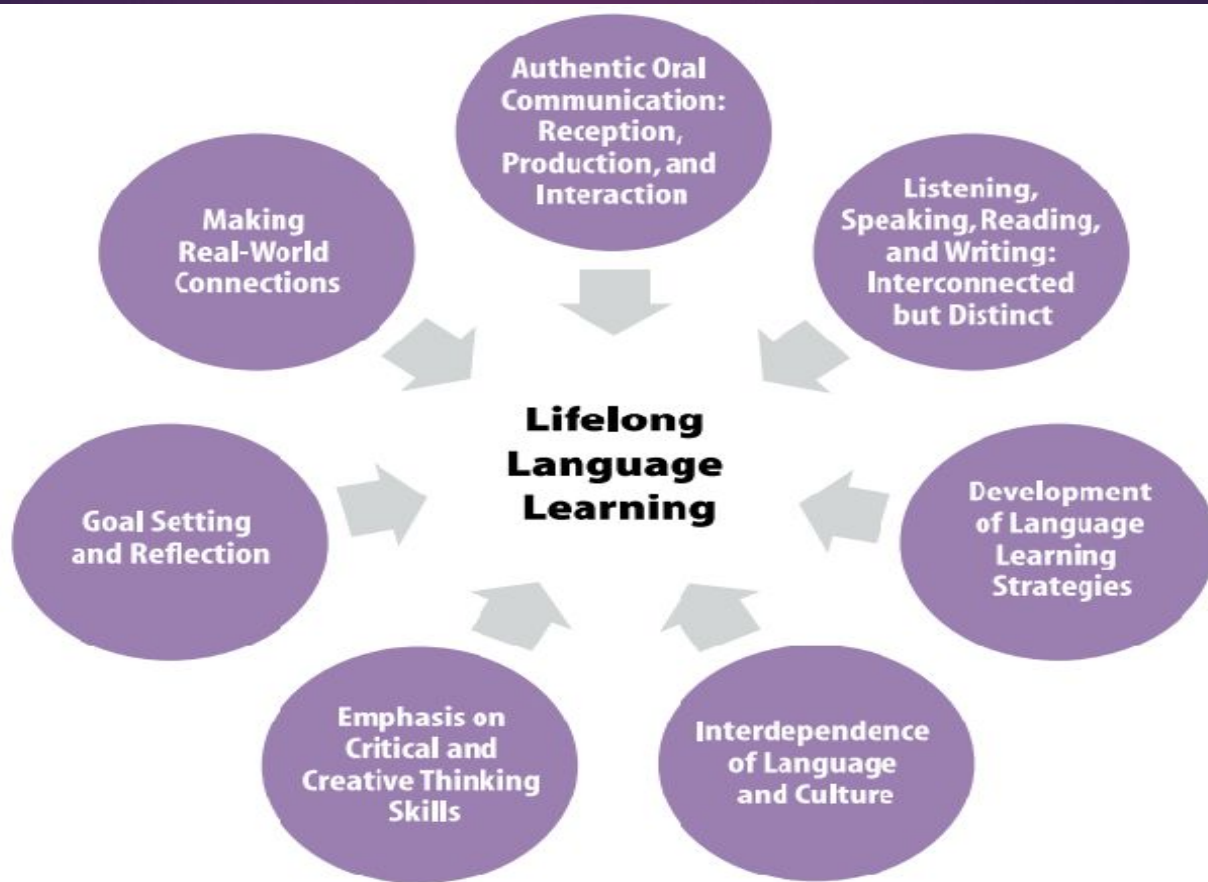 Authentic Oral
Communication:
Reception,
Production, and
Interaction
Listening,
Speaking, Reading,
and Writing:
Interconnected
but Distinct
Development
of Language
Learning
Strategies
Interdependence
of Language
and Culture
Emphasis on
Critical and
Creative Thinking
Skills
Goal Setting
and Reflection
Making
Real-World
Connections
Lifelong
Language
Learning